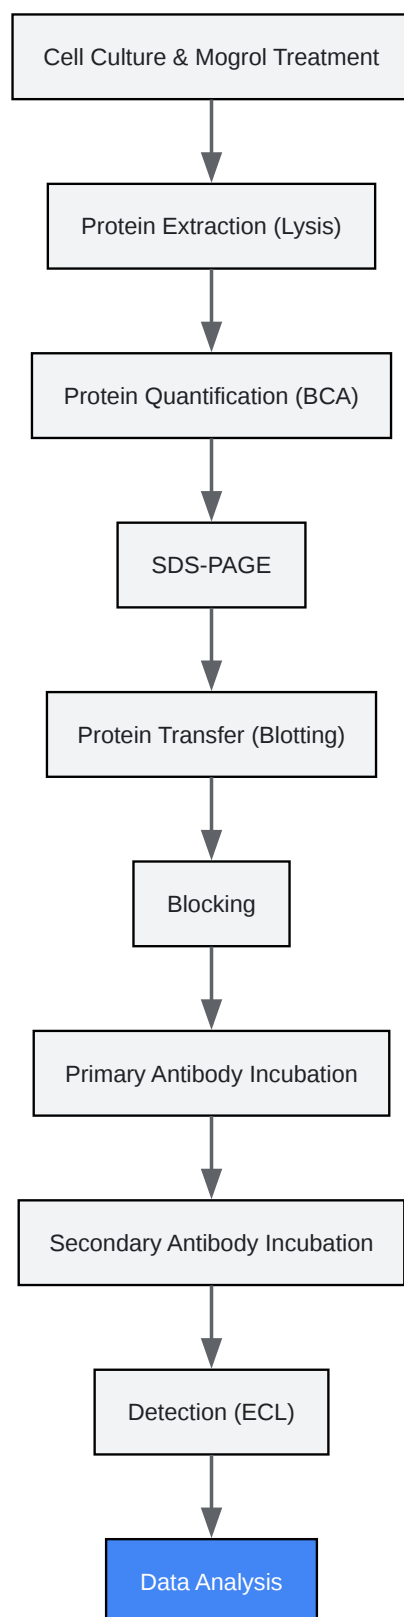 Cell Culture & Mogrol Treatment
Protein Extraction (Lysis)
Protein Quantification (BCA)
SDS-PAGE
Protein Transfer (Blotting)
Blocking
Primary Antibody Incubation
Secondary Antibody Incubation
Detection (ECL)
Data Analysis